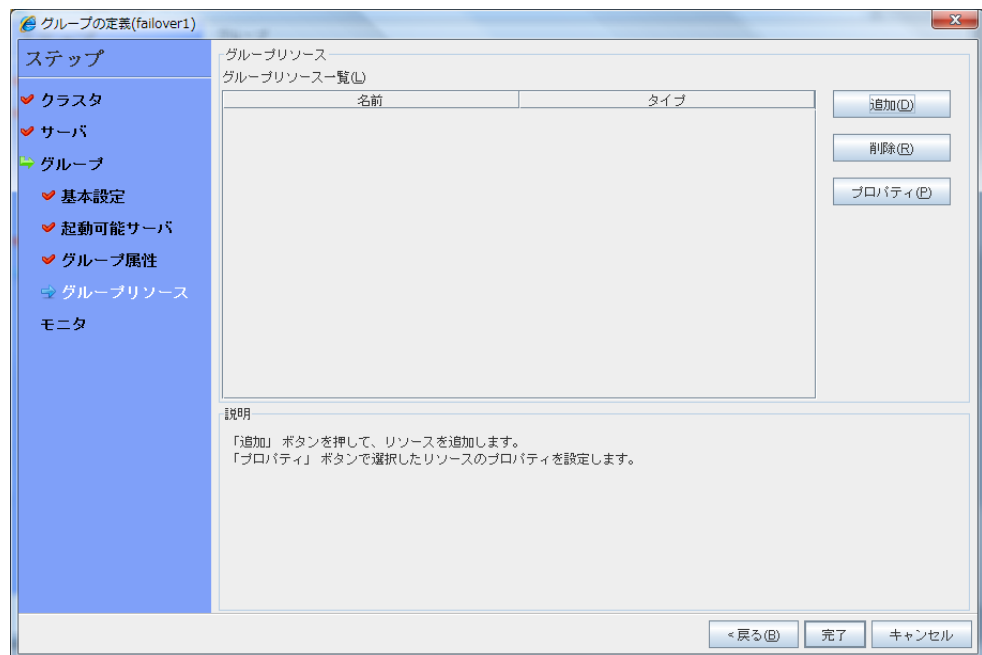 グループの定義(failover1)
ステップ
クラスタ
サーバ
グループ
基本設定
起動可能サーバ
グループ属性
グループリソース
モニタ
グループリソース
グループリソース一覧(L)
名前 タイプ
追加(D)
削除(R)
プロパティ(P)
説明
「追加」 ボタンを押して、リソースを追加します。
「プロパティ」 ボタンで選択したリソースのプロパティを設定します。
<戻る(B) 完了 キャンセル